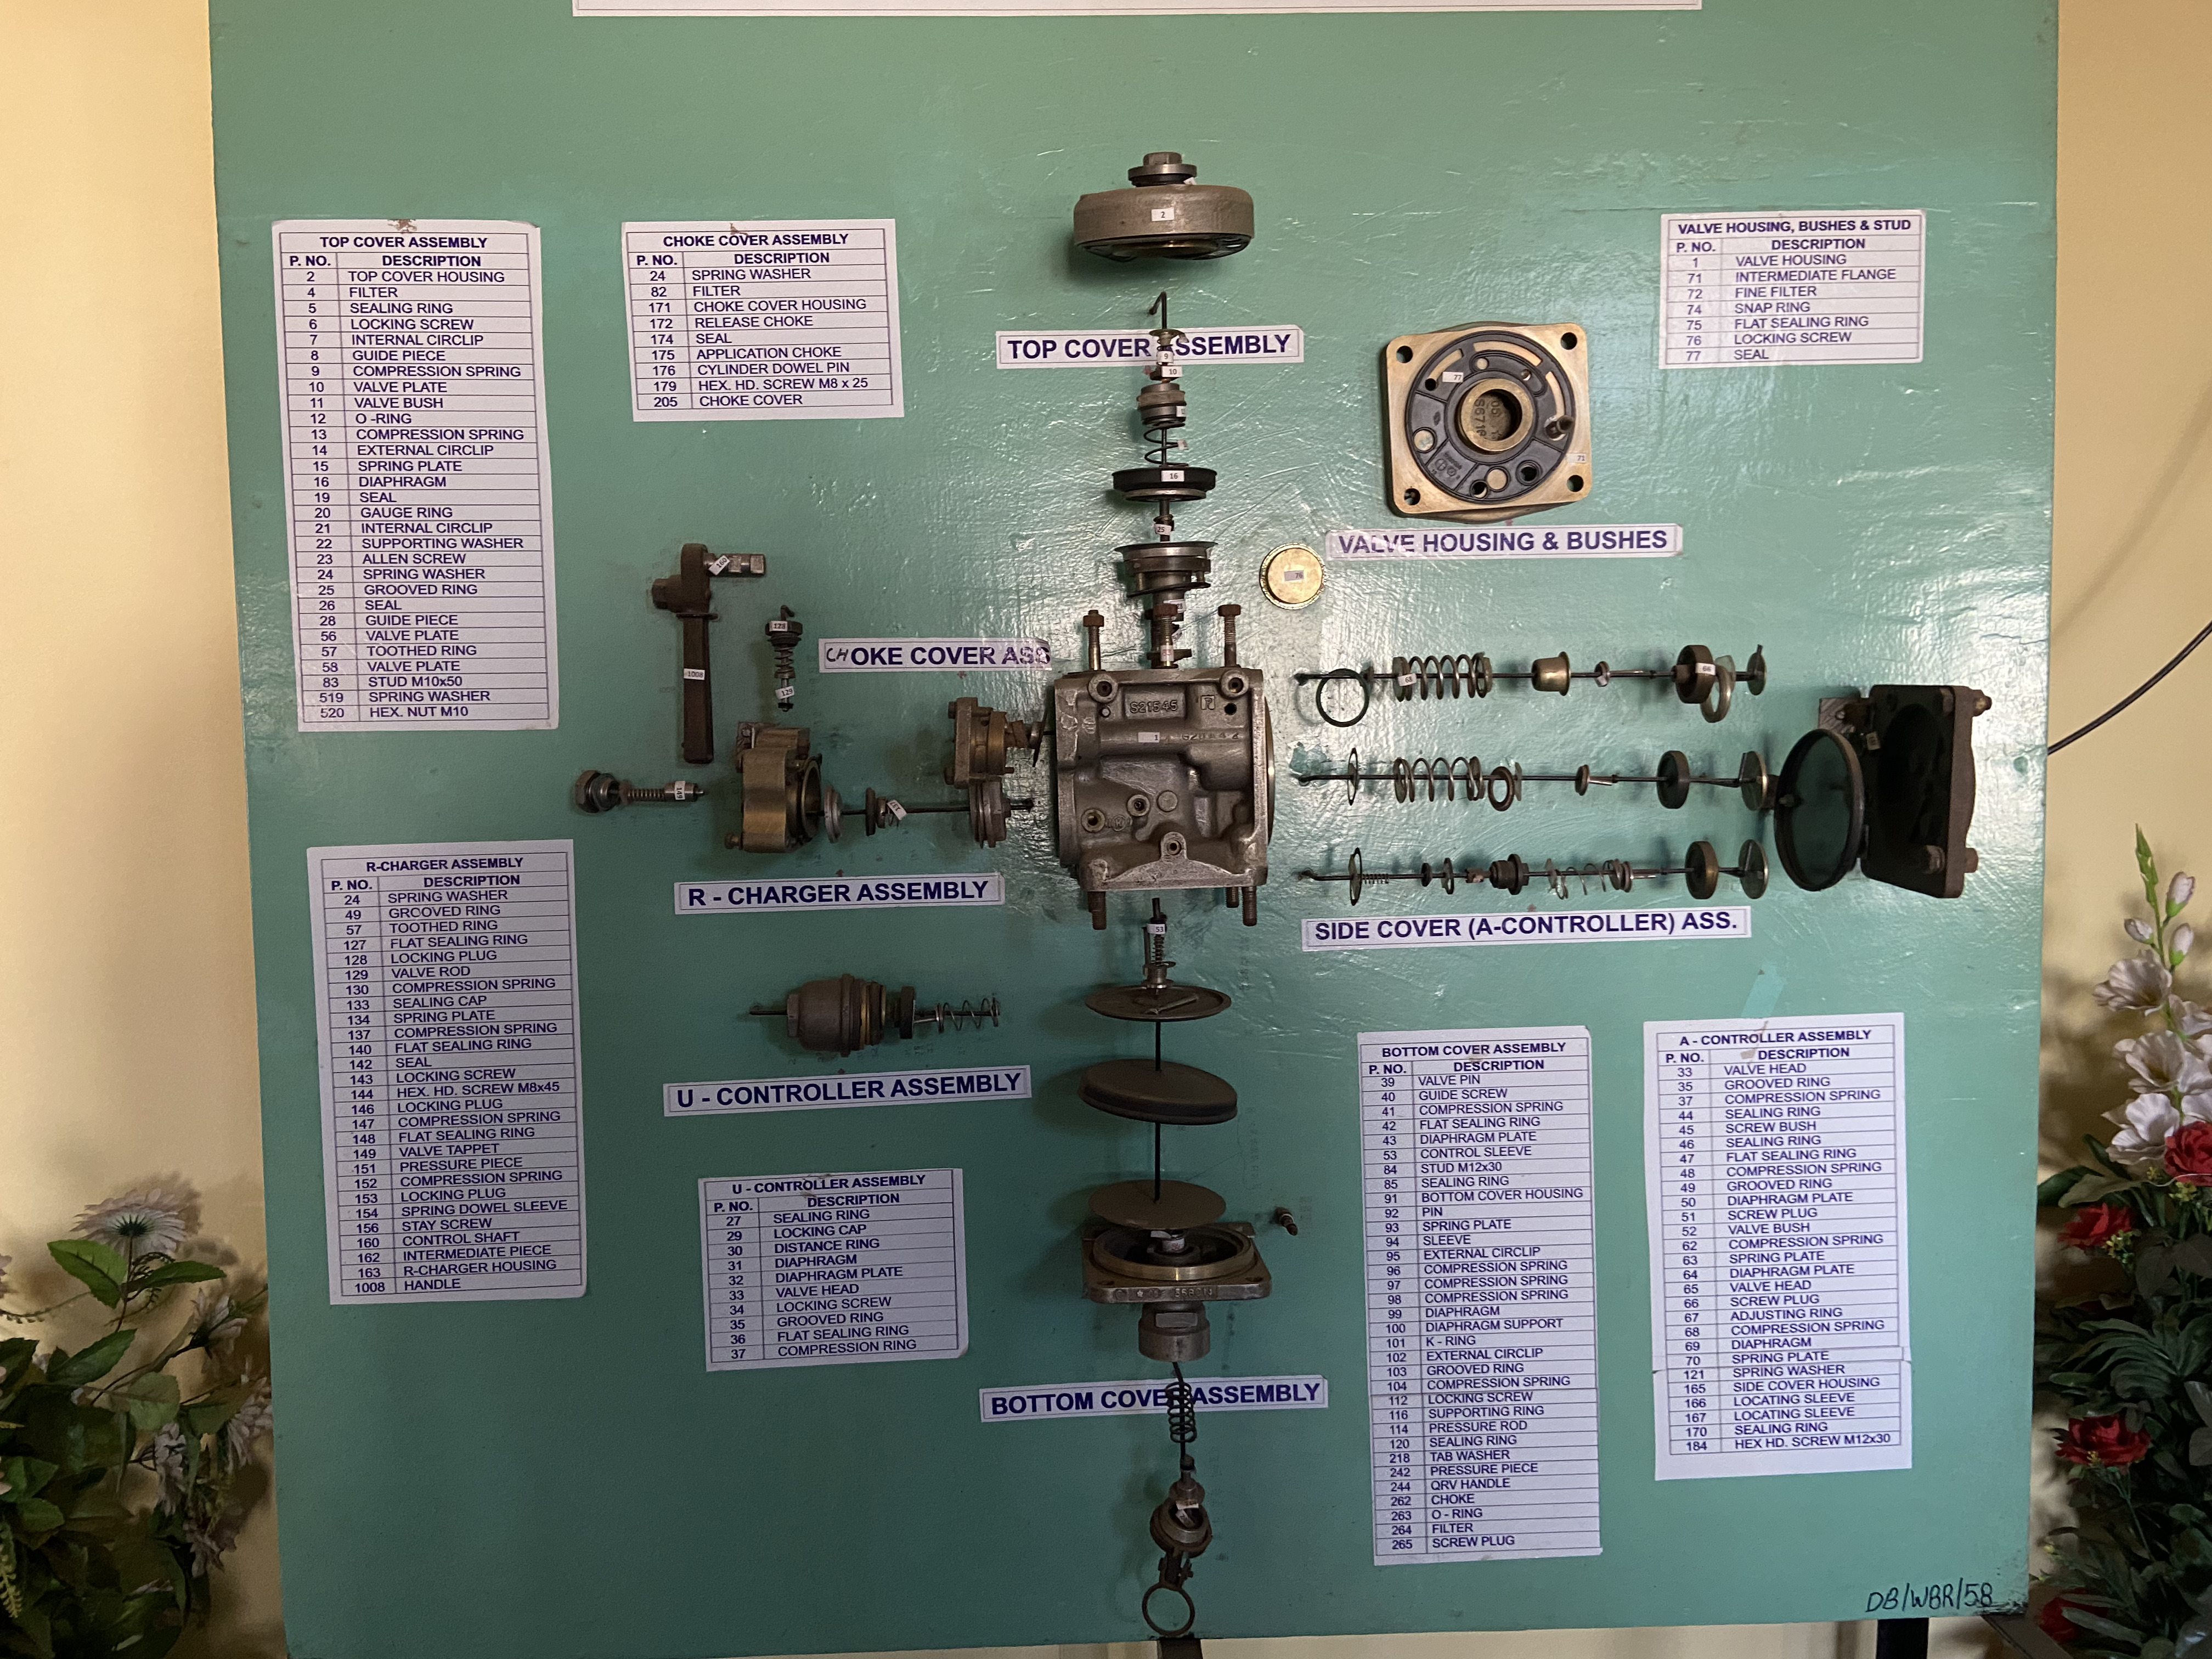 TOP COVER ASSEMBLY
P. NO. DESCRIPTION
2 TOP COVER HOUSING
4 FILTER
5 SEALING RING
6 LOCKING SCREW
7 INTERNAL CIRCLIP
8 GUIDE PIECE
9 COMPRESSION SPRING
10 VALVE PLATE
11 VALVE BUSH
12 O -RING
13 COMPRESSION SPRING
14 EXTERNAL CIRCLIP
15 SPRING PLATE
16 DIAPHRAGM
19 SEAL
20 GAUGE RING
21 INTERNAL CIRCLIP
22 SUPPORTING WASHER
23 ALLEN SCREW
24 SPRING WASHER
25 GROOVED RING
26 SEAL
28 GUIDE PIECE
56 VALVE PLATE
57 TOOTHED RING
58 VALVE PLATE
83 STUD M10x50
519 SPRING WASHER
520 HEX. NUT M10
CHOKE COVER ASSEMBLY
P. NO. DESCRIPTION
24 SPRING WASHER
82 FILTER
171 CHOKE COVER HOUSING
172 RELEASE CHOKE
174 SEAL
175 APPLICATION CHOKE
176 CYLINDER DOWEL PIN
179 HEX. HD. SCREW M8 x 25
205 CHOKE COVER
VALVE HOUSING, BUSHES & STUD
P. NO. DESCRIPTION
1 VALVE HOUSING
71 INTERMEDIATE FLANGE
72 FINE FILTER
74 SNAP RING
75 FLAT SEALING RING
76 LOCKING SCREW
77 SEAL
2
TOP COVER ASSEMBLY
9
10
16
25
77
71
VALVE HOUSING & BUSHES
76
160
1008
128
129
CHOKE COVER ASS
S21545
1
68
66
R - CHARGER ASSEMBLY
SIDE COVER (A-CONTROLLER) ASS.
53
R-CHARGER ASSEMBLY
P. NO. DESCRIPTION
24 SPRING WASHER
49 GROOVED RING
57 TOOTHED RING
127 FLAT SEALING RING
128 LOCKING PLUG
129 VALVE ROD
130 COMPRESSION SPRING
133 SEALING CAP
134 SPRING PLATE
137 COMPRESSION SPRING
140 FLAT SEALING RING
142 SEAL
143 LOCKING SCREW
144 HEX. HD. SCREW M8x45
146 LOCKING PLUG
147 COMPRESSION SPRING
148 FLAT SEALING RING
149 VALVE TAPPET
151 PRESSURE PIECE
152 COMPRESSION SPRING
153 LOCKING PLUG
154 SPRING DOWEL SLEEVE
156 STAY SCREW
160 CONTROL SHAFT
162 INTERMEDIATE PIECE
163 R-CHARGER HOUSING
1008 HANDLE
U - CONTROLLER ASSEMBLY
U - CONTROLLER ASSEMBLY
P. NO. DESCRIPTION
27 SEALING RING
29 LOCKING CAP
30 DISTANCE RING
31 DIAPHRAGM
32 DIAPHRAGM PLATE
33 VALVE HEAD
34 LOCKING SCREW
35 GROOVED RING
36 FLAT SEALING RING
37 COMPRESSION RING
BOTTOM COVER ASSEMBLY
BOTTOM COVER ASSEMBLY
P. NO. DESCRIPTION
39 VALVE PIN
40 GUIDE SCREW
41 COMPRESSION SPRING
42 FLAT SEALING RING
43 DIAPHRAGM PLATE
53 CONTROL SLEEVE
84 STUD M12x30
85 SEALING RING
91 BOTTOM COVER HOUSING
92 PIN
93 SPRING PLATE
94 SLEEVE
95 EXTERNAL CIRCLIP
96 COMPRESSION SPRING
97 COMPRESSION SPRING
98 COMPRESSION SPRING
99 DIAPHRAGM
100 DIAPHRAGM SUPPORT
101 K - RING
102 EXTERNAL CIRCLIP
103 GROOVED RING
104 COMPRESSION SPRING
112 LOCKING SCREW
116 SUPPORTING RING
114 PRESSURE ROD
120 SEALING RING
218 TAB WASHER
242 PRESSURE PIECE
244 QRV HANDLE
262 CHOKE
263 O - RING
264 FILTER
265 SCREW PLUG
A - CONTROLLER ASSEMBLY
P. NO. DESCRIPTION
33 VALVE HEAD
35 GROOVED RING
37 COMPRESSION SPRING
44 SEALING RING
45 SCREW BUSH
46 SEALING RING
47 FLAT SEALING RING
48 COMPRESSION SPRING
49 GROOVED RING
50 DIAPHRAGM PLATE
51 SCREW PLUG
52 VALVE BUSH
62 COMPRESSION SPRING
63 SPRING PLATE
64 DIAPHRAGM PLATE
65 VALVE HEAD
66 SCREW PLUG
67 ADJUSTING RING
68 COMPRESSION SPRING
69 DIAPHRAGM
70 SPRING PLATE
121 SPRING WASHER
165 SIDE COVER HOUSING
166 LOCATING SLEEVE
167 LOCATING SLEEVE
170 SEALING RING
184 HEX HD. SCREW M12x30
DB/WBR/58